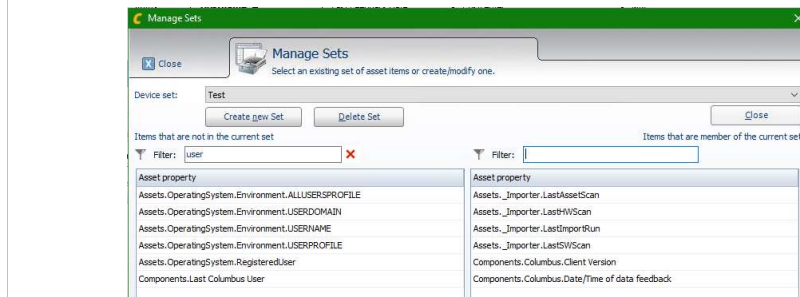 Manage Sets
Close
Manage Sets
Select an existing set of asset items or create/modify one.
Device set: Test
Create new Set Delete Set Close
Items that are not in the current set Items that are member of the current set
Filter: user Filter:
Asset property Asset property
Assets.OperatingSystem.Environment.ALLUSERSPROFILE Assets._Importer.LastAssetScan
Assets.OperatingSystem.Environment.USERDOMAIN Assets._Importer.LastHWScan
Assets.OperatingSystem.Environment.USERNAME Assets._Importer.LastImportRun
Assets.OperatingSystem.Environment.USERPROFILE Assets._Importer.LastSWScan
Assets.OperatingSystem.RegisteredUser Components.Columbus.Client Version
Components.Last Columbus User Components.Columbus.Date/Time of data feedback